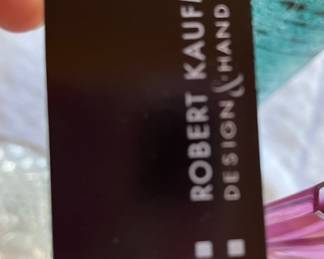 ROBERT KAUF
DESIGN & HAND